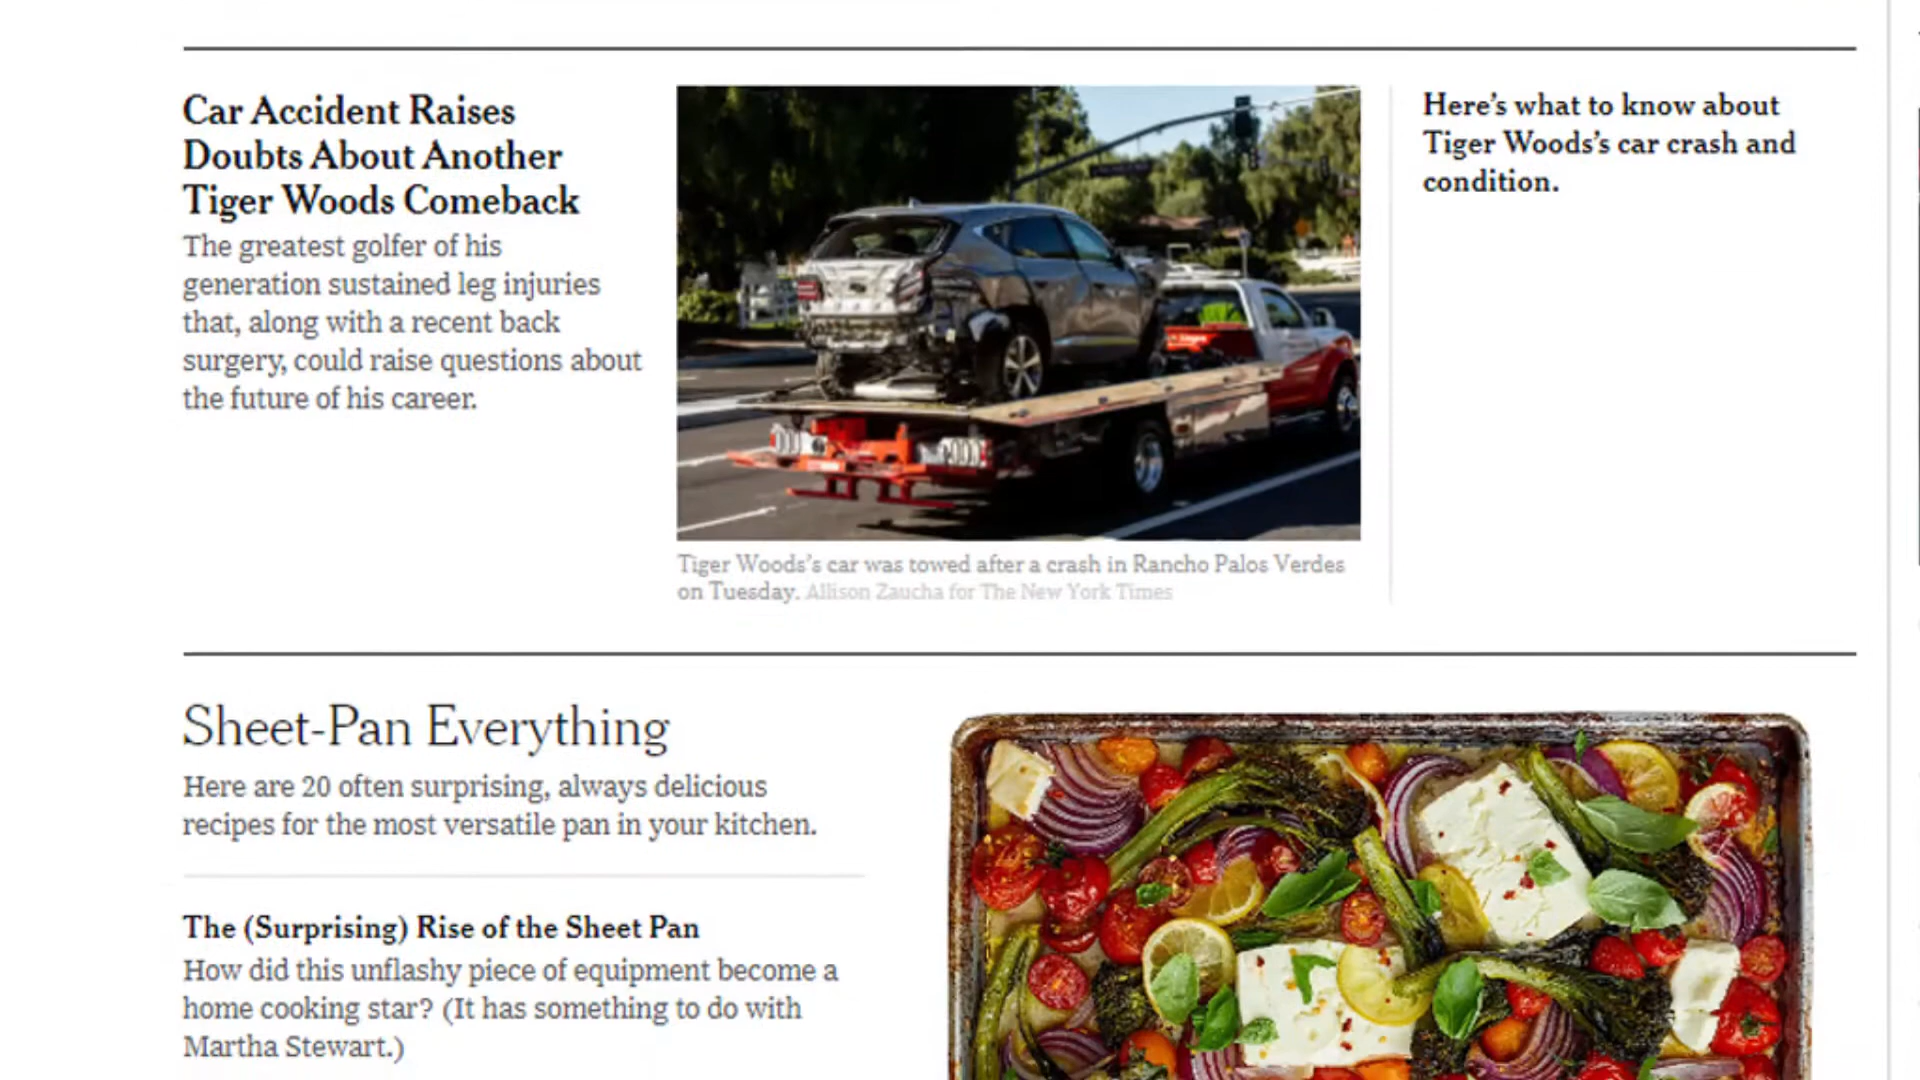 Car Accident Raises
Doubts About Another
Tiger Woods Comeback
The greatest golfer of his
generation sustained leg injuries
that, along with a recent back
surgery, could raise questions about
the future of his career.
Tiger Woods's car was towed after a crash in Rancho Palos Verdes
on Tuesday. Allison Zaucha for The New York Times
Here's what to know about
Tiger Woods's car crash and
condition.
Sheet-Pan Everything
Here are 20 often surprising, always delicious
recipes for the most versatile pan in your kitchen.
The (Surprising) Rise of the Sheet Pan
How did this unflashy piece of equipment become a
home cooking star? (It has something to do with
Martha Stewart.)